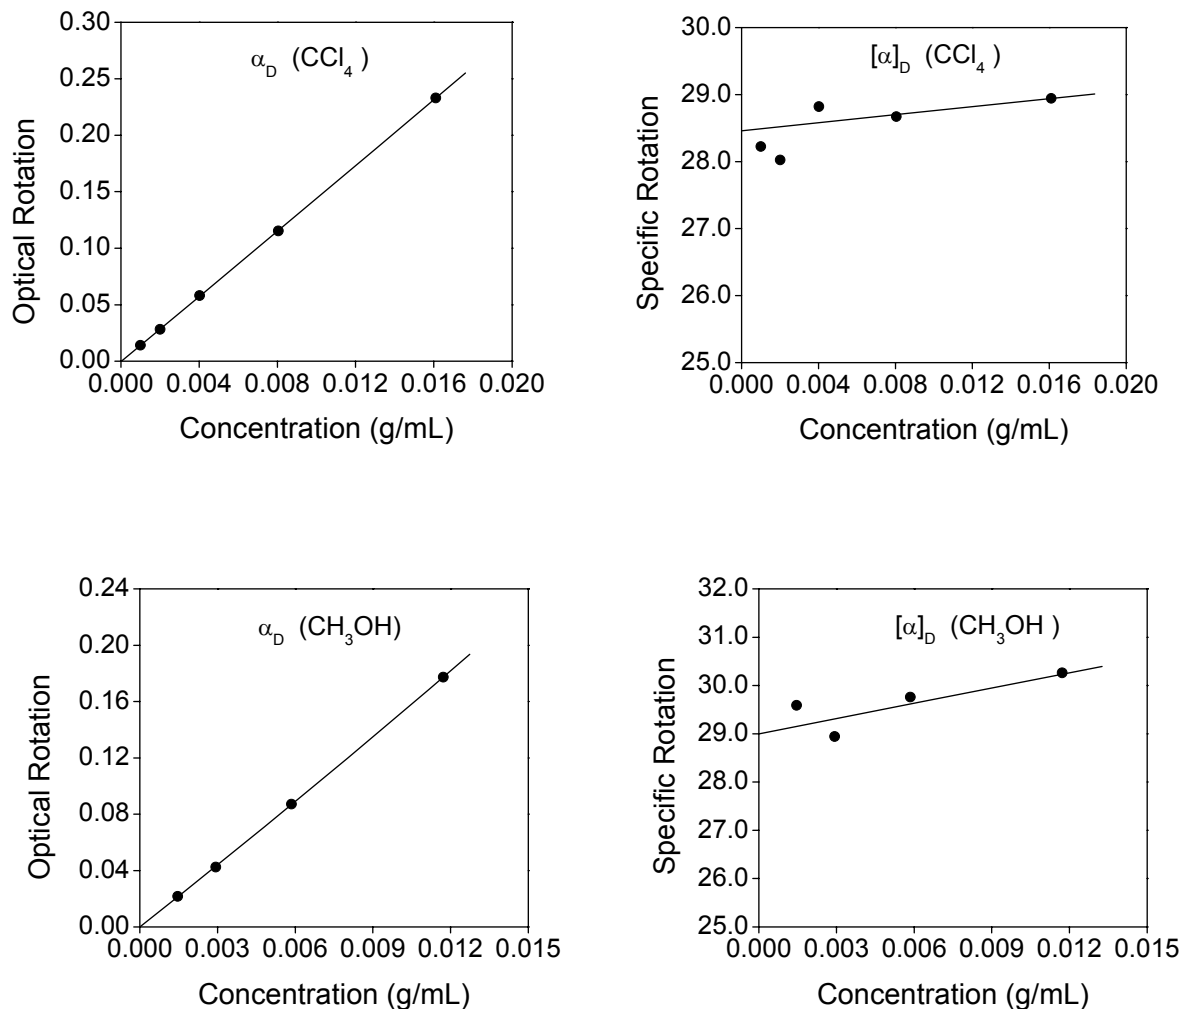 0.30
0.25
0.20
0.15
0.10
0.05
0.00
Optical Rotation
α_D (CCl₄ )
0.000 0.004 0.008 0.012 0.016 0.020
Concentration (g/mL)
30.0
29.0
28.0
27.0
26.0
25.0
Specific Rotation
[α]_D (CCl₄ )
0.000 0.004 0.008 0.012 0.016 0.020
Concentration (g/mL)
0.24
0.20
0.16
0.12
0.08
0.04
0.00
Optical Rotation
α_D (CH₃OH)
0.000 0.003 0.006 0.009 0.012 0.015
Concentration (g/mL)
32.0
31.0
30.0
29.0
28.0
27.0
26.0
25.0
Specific Rotation
[α]_D (CH₃OH )
0.000 0.003 0.006 0.009 0.012 0.015
Concentration (g/mL)